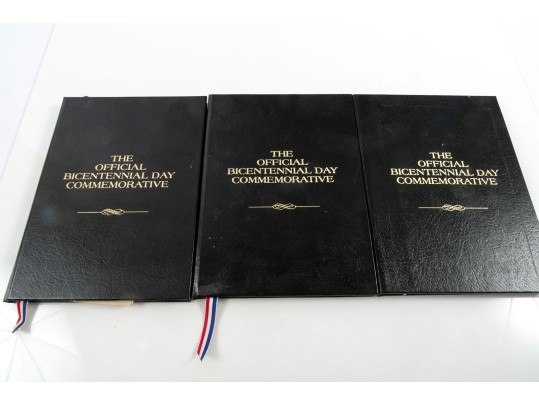 THE
OFFICIAL
BICENTENNIAL DAY
COMMEMORATIVE
THE
OFFICIAL
BICENTENNIAL DAY
COMMEMORATIVE
THE
OFFICIAL
BICENTENNIAL DAY
COMMEMORATIVE